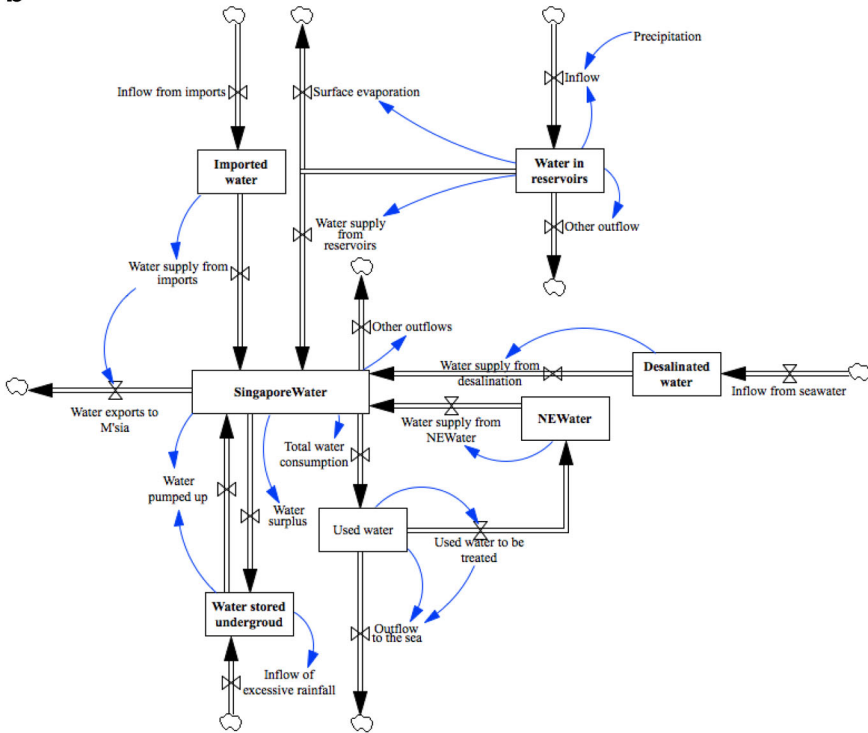 Precipitation
Inflow
Inflow from imports
Surface evaporation
Imported
water
Water in
reservoirs
Water supply
from
reservoirs
Other outflow
Water supply from
imports
Other outflows
Water supply from
desalination
Desalinated
water
SingaporeWater
Inflow from seawater
Water exports to
M'sia
Water supply from
NEWater
NEWater
Total water
consumption
Water
pumped up
Water
surplus
Used water
Used water to be
treated
Water stored
undergroud
Outflow
to the sea
Inflow of
excessive rainfall